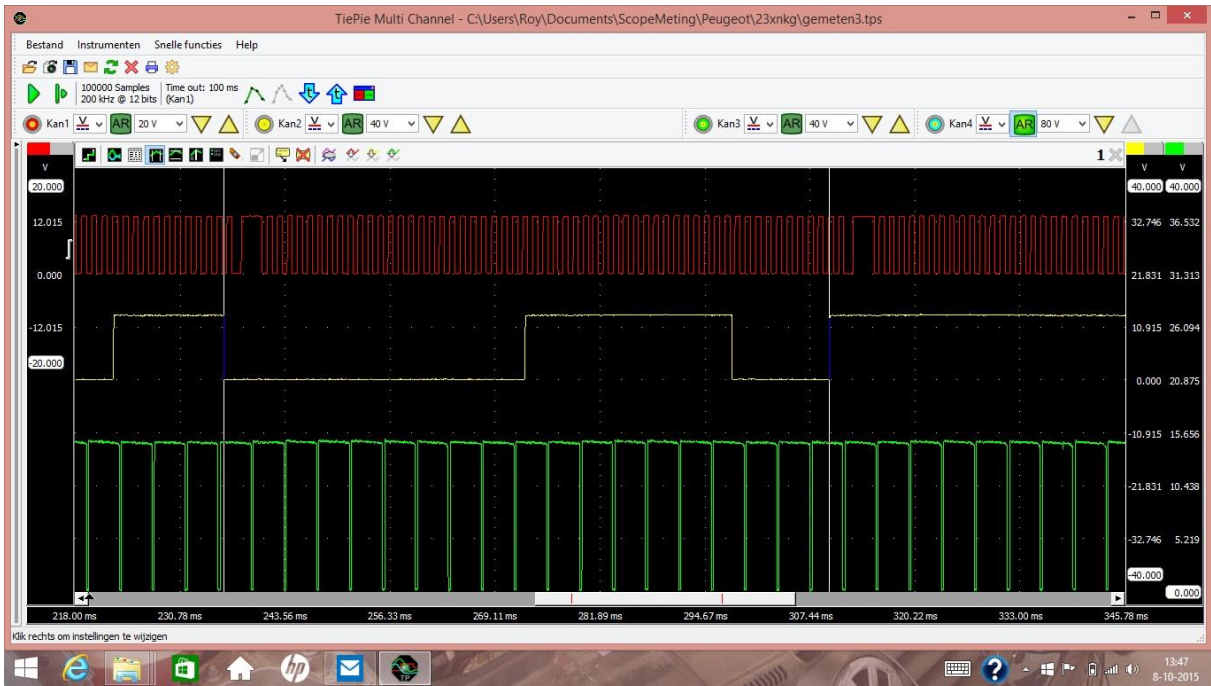 TiePie Multi Channel - C:\Users\Roy\Documents\ScopeMeting\Peugeot\23xnkg\gemeten3.tps
Bestand Instrumenten Snelle functies Help
100000 Samples Time out: 100 ms
200 kHz @ 12 bits (Kan1)
Kan1 AR 20 V Kan2 AR 40 V Kan3 AR 40 V Kan4 AR 80 V
1
V V V
20.000 40.000 40.000
12.015 32.746 36.532
0.000 21.831 31.313
-12.015 10.915 26.094
-20.000
0.000 20.875
-10.915 15.656
-21.831 10.438
-32.746 5.219
-40.000
0.000
218.00 ms 230.78 ms 243.56 ms 256.33 ms 269.11 ms 281.89 ms 294.67 ms 307.44 ms 320.22 ms 333.00 ms 345.78 ms
Klik rechts om instellingen te wijzigen
hp TP
13:47
8-10-2015